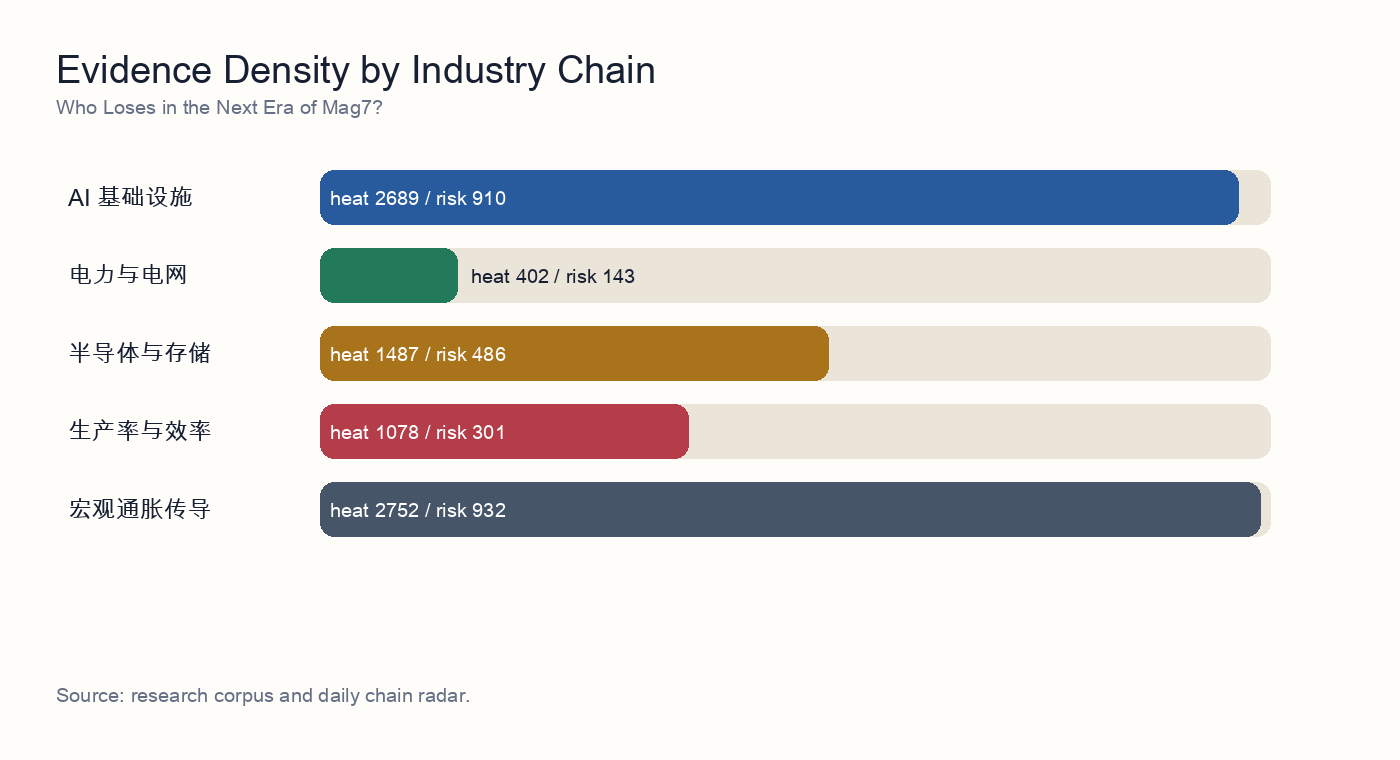 Evidence Density by Industry Chain
Who Loses in the Next Era of Mag7?
AI 基础设施
heat 2689 / risk 910
电力与电网
heat 402 / risk 143
半导体与存储
heat 1487 / risk 486
生产率与效率
heat 1078 / risk 301
宏观通胀传导
heat 2752 / risk 932
Source: research corpus and daily chain radar.